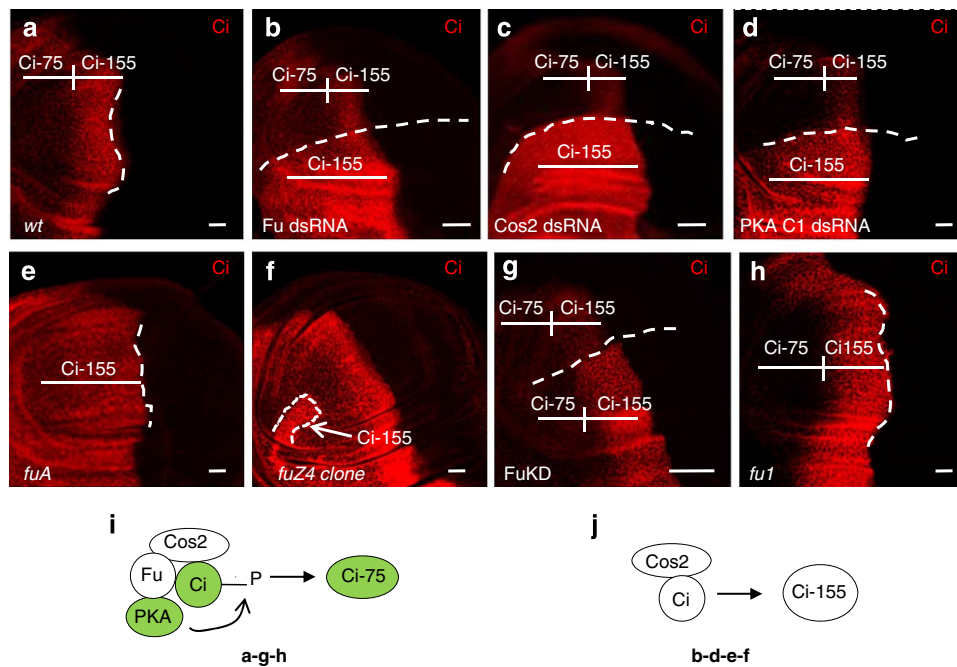 a Ci
Ci-75 Ci-155
wt
b Ci
Ci-75 Ci-155
Ci-155
Fu dsRNA
c Ci
Ci-75 Ci-155
Ci-155
Cos2 dsRNA
d Ci
Ci-75 Ci-155
Ci-155
PKA C1 dsRNA
e Ci
Ci-155
fuA
f Ci
Ci-155
fuZ4 clone
g Ci
Ci-75 Ci-155
Ci-75 Ci-155
FuKD
h Ci
Ci-75 Ci155
fu1
i
Cos2
Fu Ci P Ci-75
PKA
a-g-h
j
Cos2
Ci Ci-155
b-d-e-f